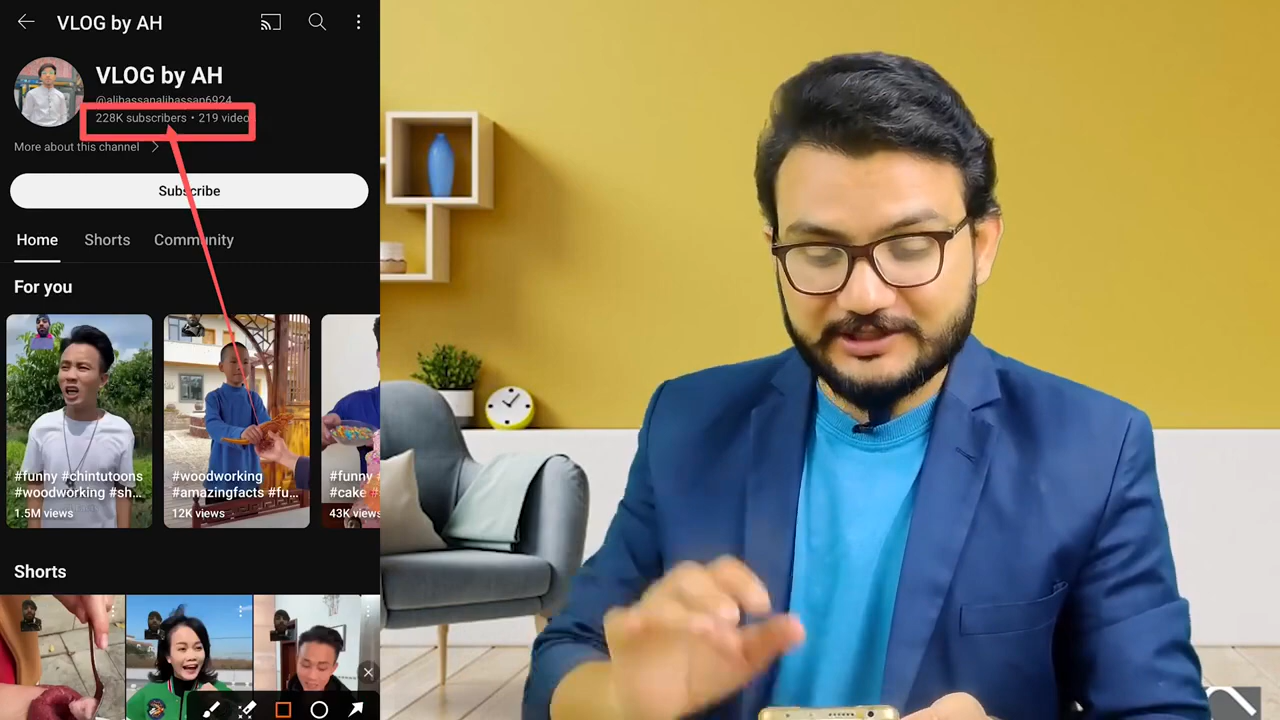 VLOG by AH
VLOG by AH
@alihassanalihassan6924
228K subscribers • 219 video
More about this channel
Subscribe
Home Shorts Community
For you
#funny #chintutoons
#woodworking #sh...
1.5M views
#woodworking
#amazingfacts #fu...
12K views
#funny
#cake #
43K views
Shorts